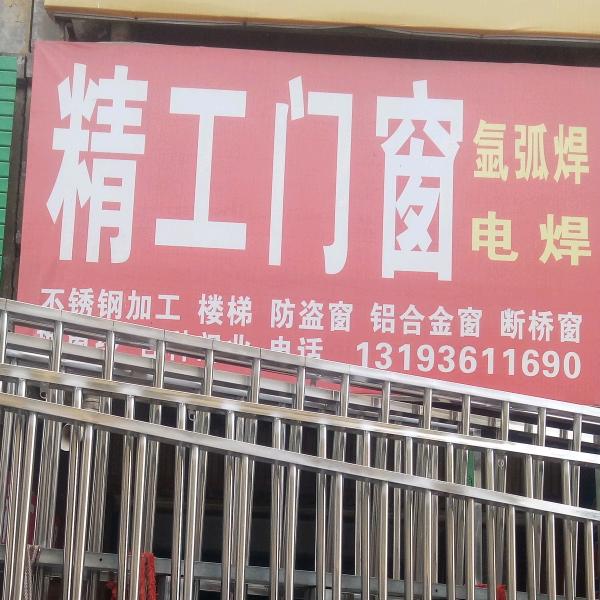 精工门窗
氩弧焊
电焊
不锈钢加工 楼梯 防盗窗 铝合金窗 断桥窗
电话 13193611690